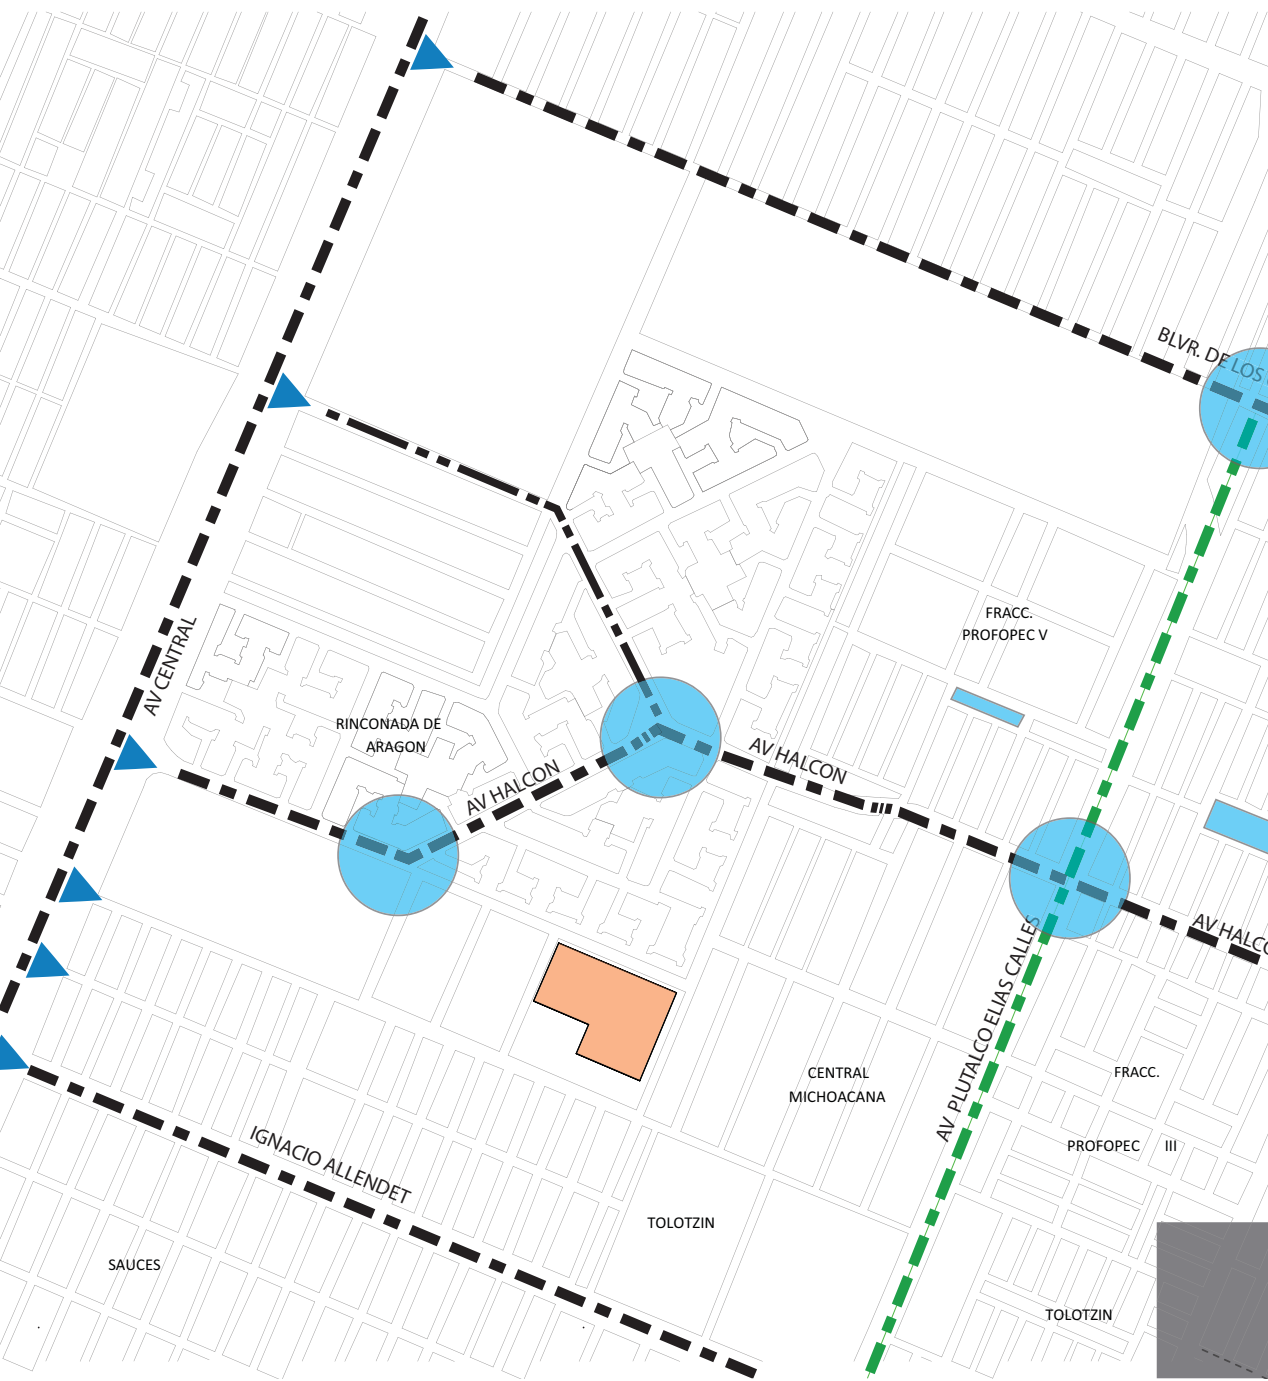 BLVR. DE LOS
FRACC.
PROFOPEC V
AV CENTRAL
RINCONADA DE
ARAGON
AV HALCON
AV HALCON
AV HALCO
AV PLUTALCO ELIAS CALLES
CENTRAL
MICHOACANA
FRACC.
PROFOPEC III
IGNACIO ALLENDET
TOLOTZIN
SAUCES
TOLOTZIN